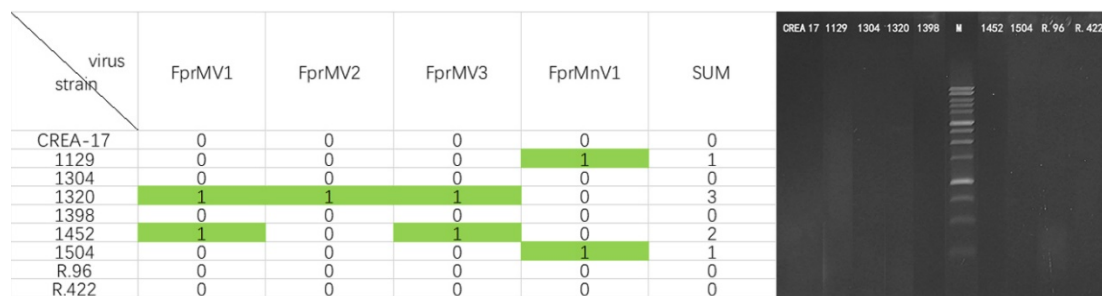 virus
strain FprMV1 FprMV2 FprMV3 FprMnV1 SUM
CREA-17 0 0 0 0 0
1129 0 0 0 1 1
1304 0 0 0 0 0
1320 1 1 1 0 3
1398 0 0 0 0 0
1452 1 0 1 0 2
1504 0 0 0 1 1
R.96 0 0 0 0 0
R.422 0 0 0 0 0
CREA 17 1129 1304 1320 1398 M 1452 1504 R.96 R.422